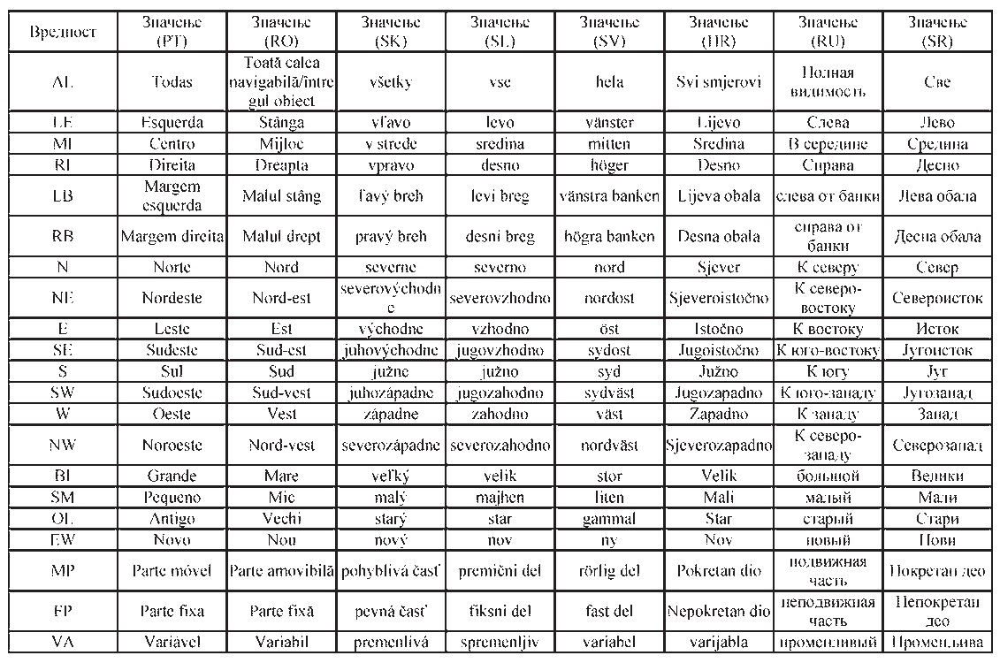 Вредност Значење (PT) Значење (RO) Значење (SK) Значење (SL) Значење (SV) Значење (HR) Значење (RU) Значење (SR)
AL Todas Toată calea navigabilă/întregul obiect všetky vse hela Svi smjerovi Полная видимость Све
LE Esquerda Stânga vľavo levo vänster Lijevo Слева Лево
MI Centro Mijloc v strede sredina mitten Sredina В середине Средина
RI Direita Dreapta vpravo desno höger Desno Справа Десно
LB Margem esquerda Malul stâng ľavý breh levi breg vänstra banken Lijeva obala слева от банки Лева обала
RB Margem direita Malul drept pravý breh desni breg högra banken Desna obala справа от банки Десна обала
N Norte Nord severne severno nord Sjever К северу Север
NE Nordeste Nord-est severovýchodne severovzhodno nordost Sjeveroistočno К северо-востоку Североисток
E Leste Est východne vzhodno öst Istočno К востоку Исток
SE Sudeste Sud-est juhovýchodne jugovzhodno sydost Jugoistočno К юго-востоку Југоисток
S Sul Sud južne južno syd Južno К югу Југ
SW Sudoeste Sud-vest juhozápadne jugozahodno sydväst Jugozapadno К юго-западу Југозапад
W Oeste Vest západne zahodno väst Zapadno К западу Запад
NW Noroeste Nord-vest severozápadne severozahodno nordväst Sjeverozapadno К северо-западу Северозапад
BI Grande Mare veľký velik stor Velik большой Велики
SM Pequeno Mic malý majhen liten Mali малый Мали
OL Antigo Vechi starý star gammal Star старый Стари
EW Novo Nou nový nov ny Nov новый Нови
MP Parte móvel Parte amovibilă pohyblivá časť premični del rörlig del Pokretan dio подвижная часть Покретан део
FP Parte fixa Parte fixă pevná časť fiksni del fast del Nepokretan dio неподвижная часть Непокретан део
VA Variável Variabil premenlivá spremenljiv variabel varijabla променливый Променљива